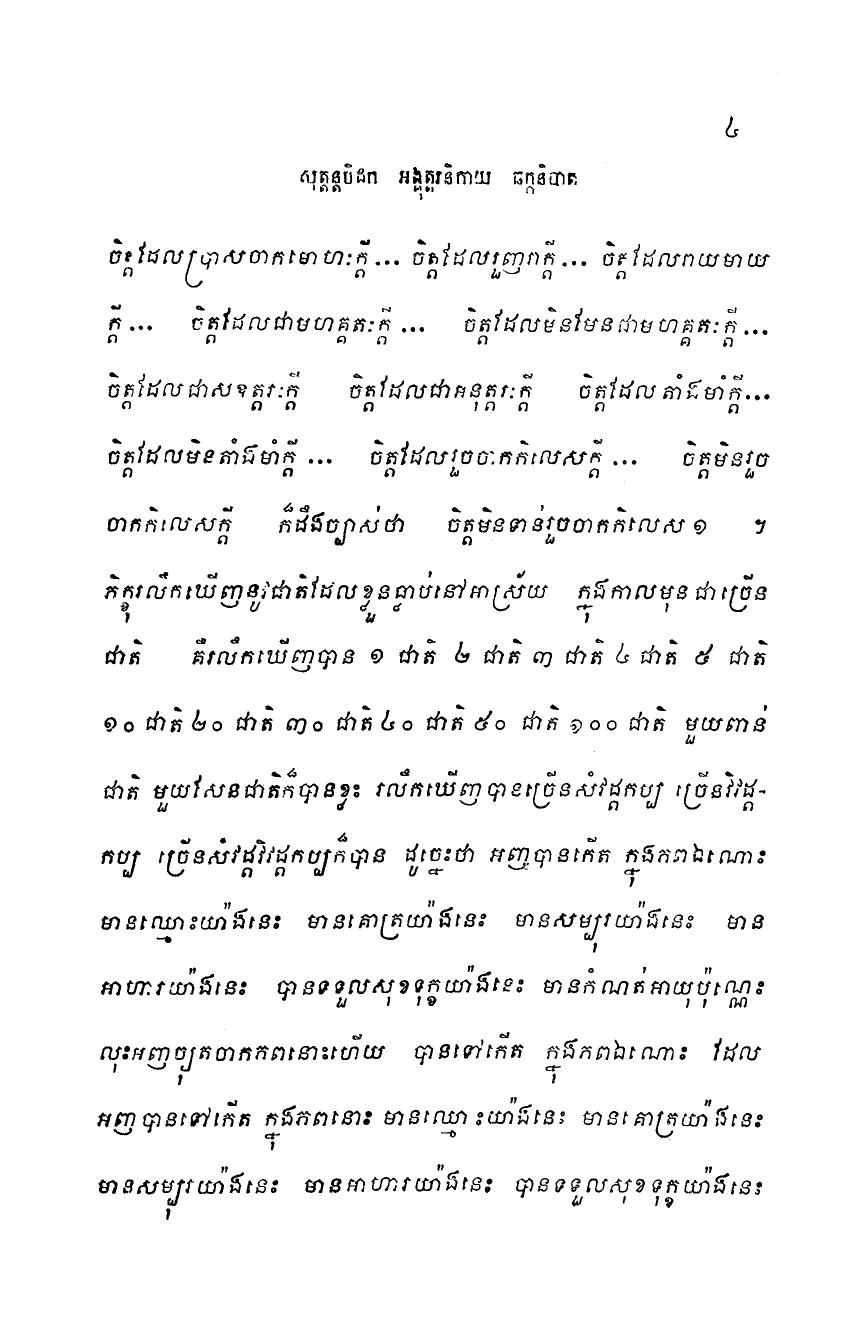 ៤
សុត្តន្តបិដក អង្គុត្តរនិកាយ ឆក្កនិបាត
ចិត្តដែលប្រាសចាកមោហៈក្តី... ចិត្តដែលរួញរាក្តី... ចិត្តដែលរាយមាយ
ក្តី... ចិត្តដែលជាមហគ្គតៈក្តី... ចិត្តដែលមិនមែនជាមហគ្គតៈក្តី...
ចិត្តដែលជាសឧត្តរៈក្តី ចិត្តដែលជាអនុត្តរៈក្តី ចិត្តដែលតាំងមាំក្តី...
ចិត្តដែលមិនតាំងមាំក្តី... ចិត្តដែលរួចចាកកិលេសក្តី... ចិត្តមិនរួច
ចាកកិលេសក្តី ក៏ដឹងច្បាស់ថា ចិត្តមិនទាន់រួចចាកកិលេស១ ។
ភិក្ខុរលឹកឃើញនូវជាតិដែលខ្លួនធ្លាប់នៅអាស្រ័យ ក្នុងកាលមុនជាច្រើន
ជាតិ គឺរលឹកឃើញបាន ១ ជាតិ ២ ជាតិ ៣ ជាតិ ៤ ជាតិ ៥ ជាតិ
១០ ជាតិ ២០ ជាតិ ៣០ ជាតិ ៤០ ជាតិ ៥០ ជាតិ ១០០ ជាតិ មួយពាន់
ជាតិ មួយសែនជាតិក៏បានខ្លះ រលឹកឃើញបានច្រើនសំវដ្តកប្ប ច្រើនវិវដ្ត-
កប្ប ច្រើនសំវដ្តវិវដ្តកប្បក៏បាន ដូច្នេះថា អញបានកើត ក្នុងភពឯណោះ
មានឈ្មោះយ៉ាងនេះ មានគោត្រយ៉ាងនេះ មានសម្បុរយ៉ាងនេះ មាន
អាហារយ៉ាងនេះ បានទទួលសុខទុក្ខយ៉ាងនេះ មានកំណត់អាយុប៉ុណ្ណេះ
លុះអញច្យុតចាកភពនោះហើយ បានទៅកើត ក្នុងភពឯណោះ ដែល
អញបានទៅកើត ក្នុងភពនោះ មានឈ្មោះយ៉ាងនេះ មានគោត្រយ៉ាងនេះ
មានសម្បុរយ៉ាងនេះ មានអាហារយ៉ាងនេះ បានទទួលសុខទុក្ខយ៉ាងនេះ